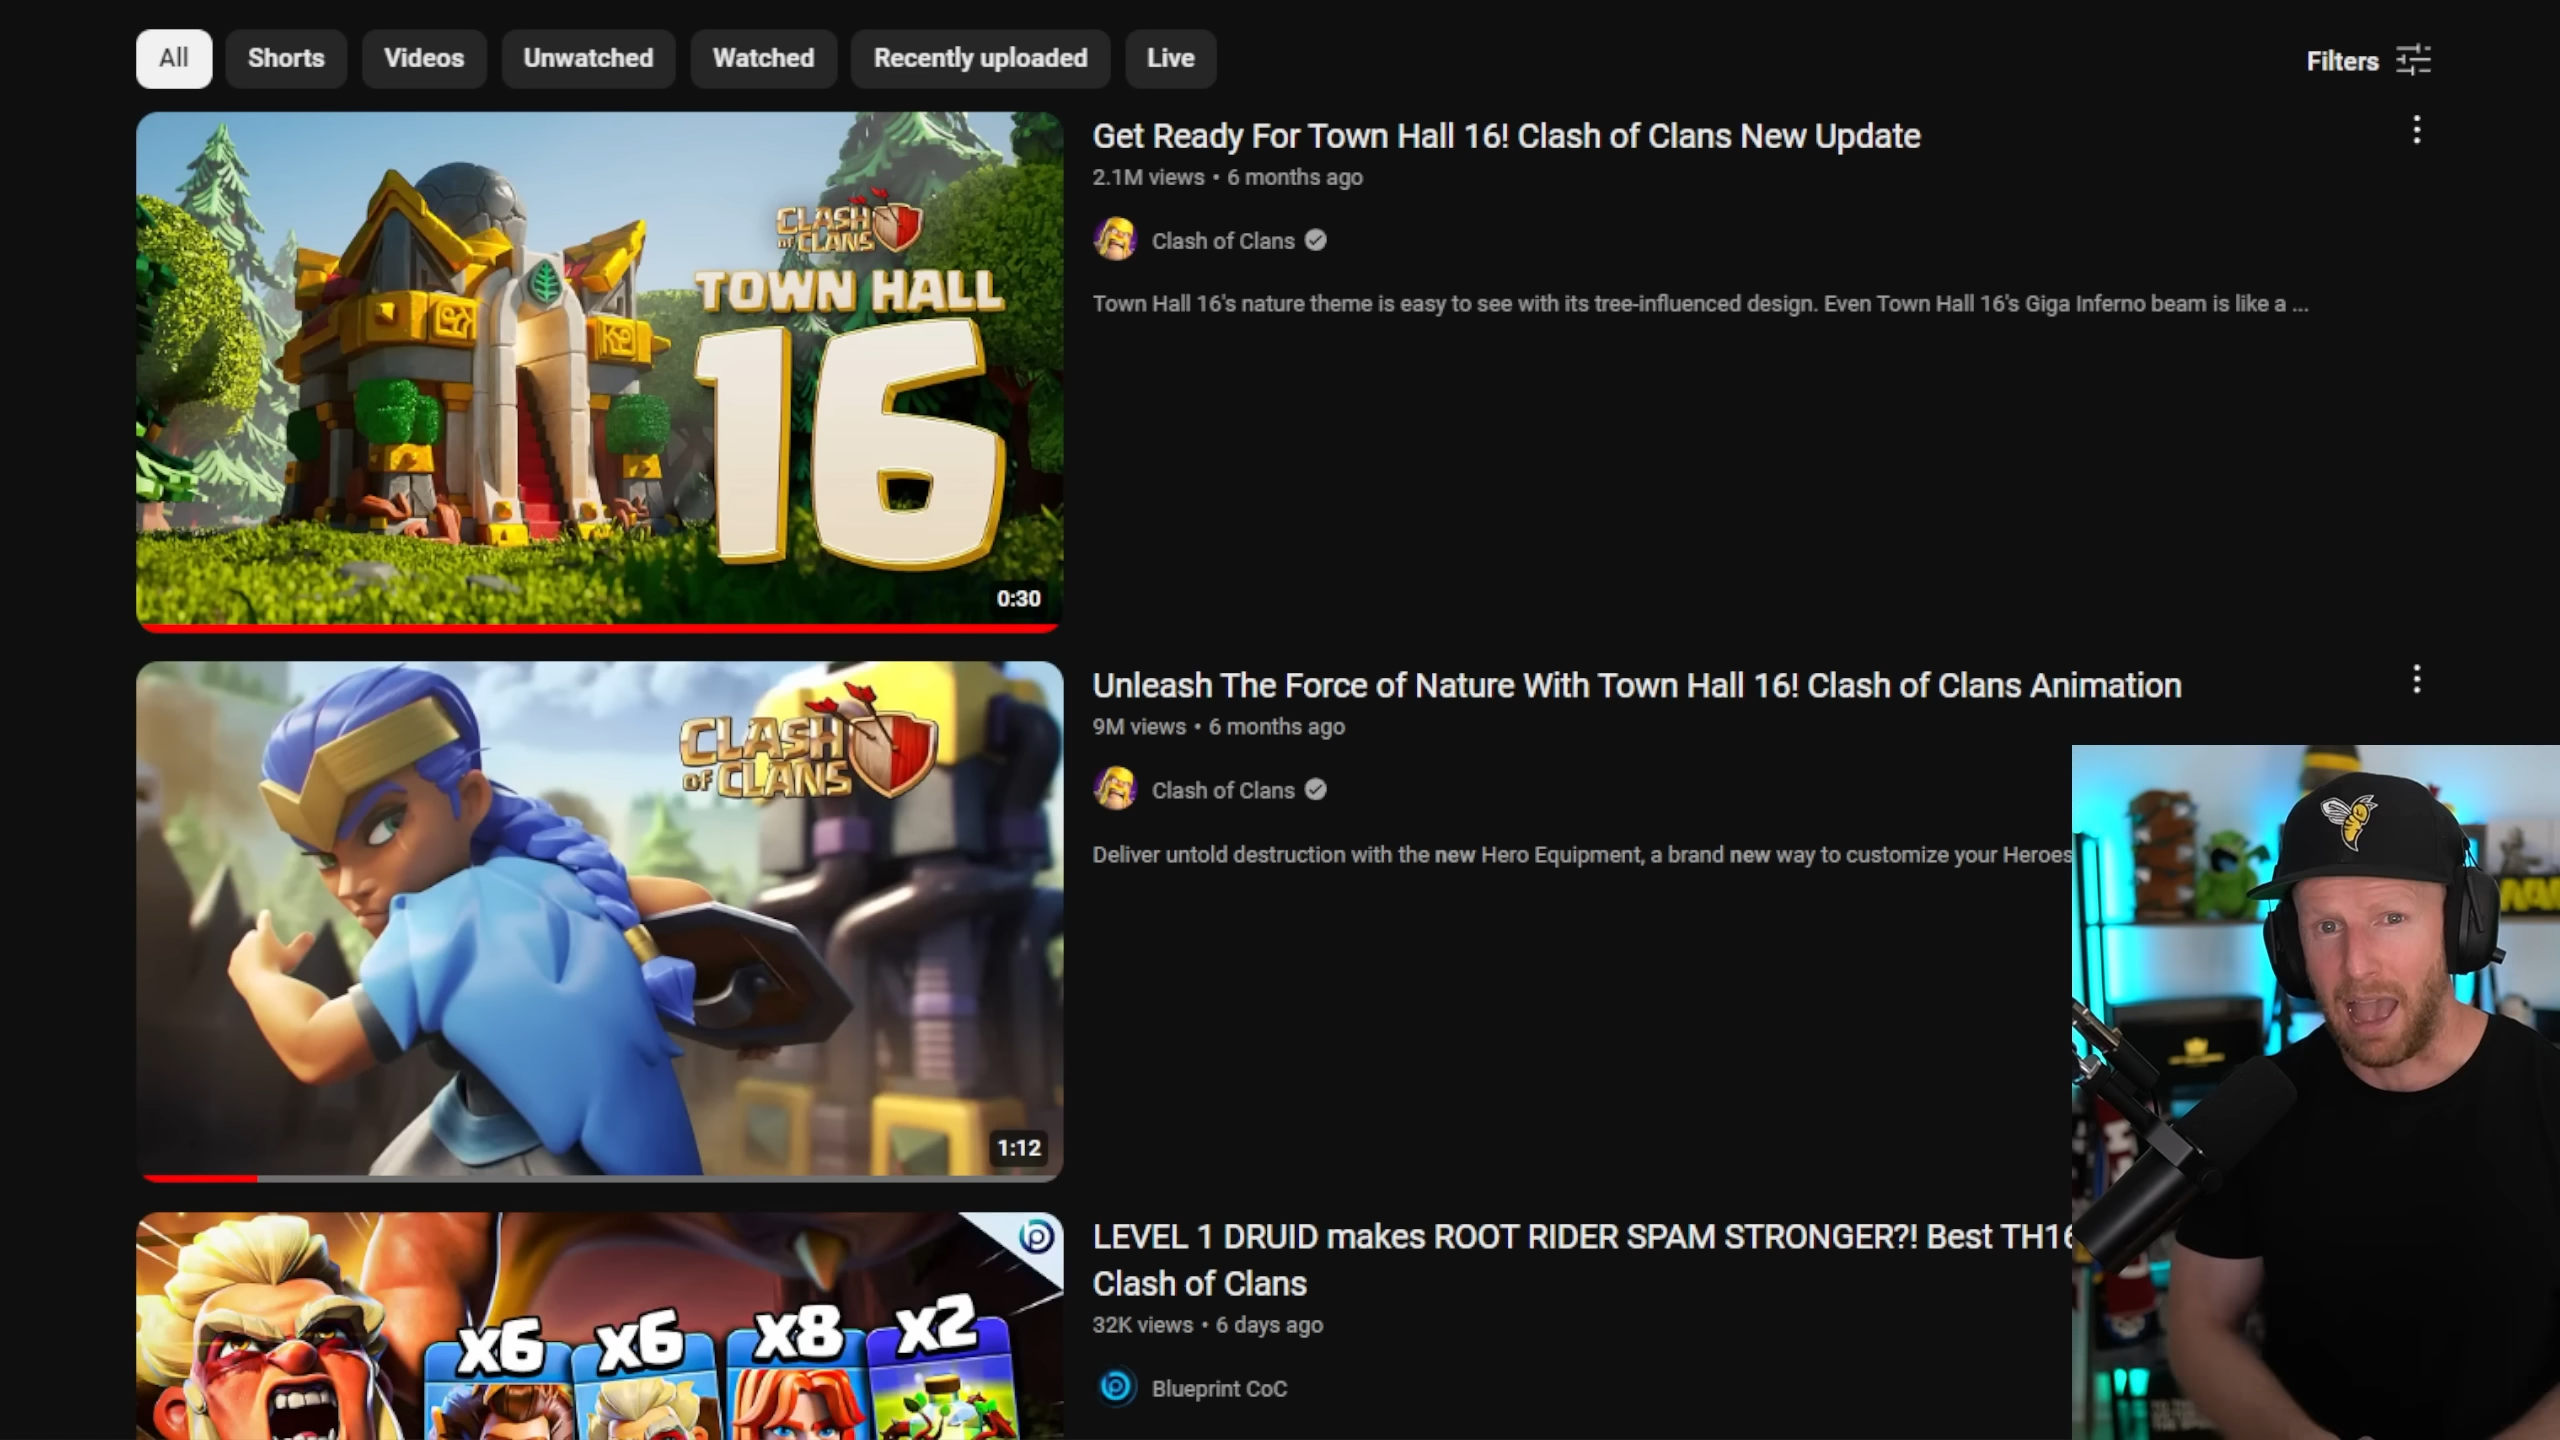 All
Shorts
Videos
Unwatched
Watched
Recently uploaded
Live
Filters
CLASH
OF CLANS
TOWN HALL
16
0:30
Get Ready For Town Hall 16! Clash of Clans New Update
2.1M views • 6 months ago
Clash of Clans
Town Hall 16's nature theme is easy to see with its tree-influenced design. Even Town Hall 16's Giga Inferno beam is like a ...
CLASH
OF CLANS
1:12
Unleash The Force of Nature With Town Hall 16! Clash of Clans Animation
9M views • 6 months ago
Clash of Clans
Deliver untold destruction with the new Hero Equipment, a brand new way to customize your Heroes
x6
x6
x8
x2
LEVEL 1 DRUID makes ROOT RIDER SPAM STRONGER?! Best TH16
Clash of Clans
32K views • 6 days ago
Blueprint CoC